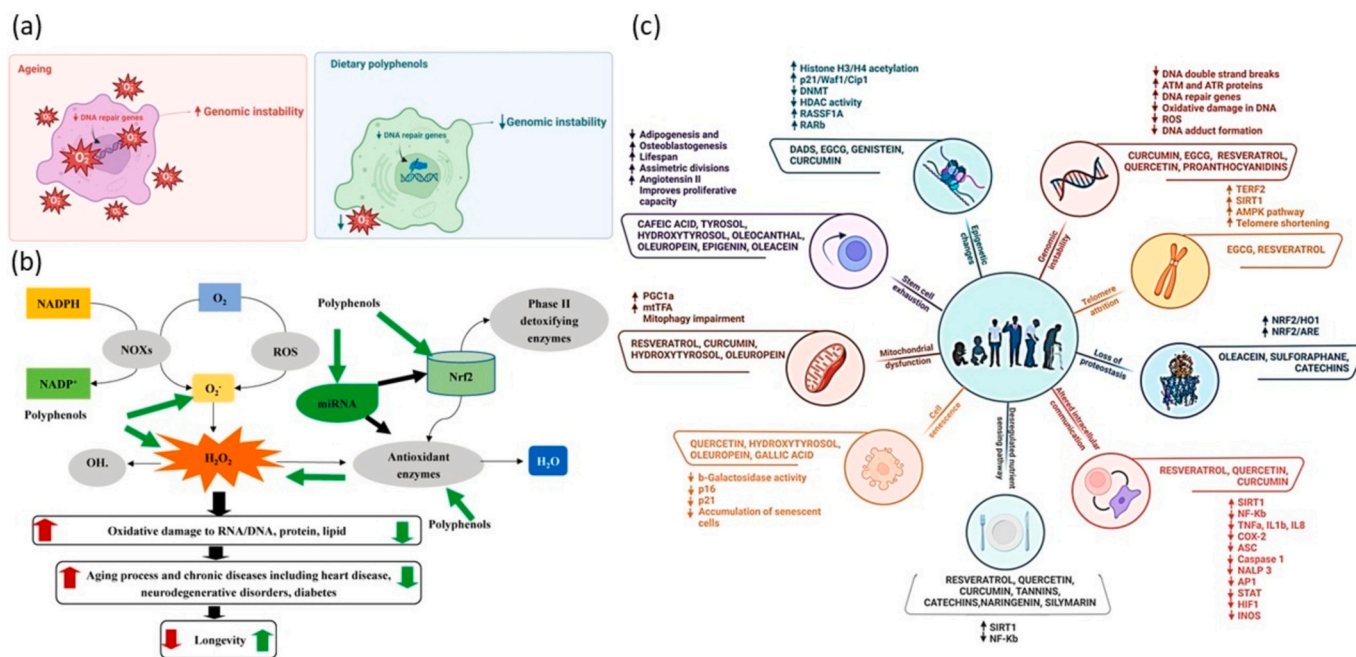 (a)
Ageing
O₂⁻
↓ DNA repair genes
O₂⁻
O₂⁻
↑ Genomic instability
Dietary polyphenols
↓ DNA repair genes
↓ Genomic instability
↓ O₂⁻
(b)
NADPH
O₂
NOXs
ROS
NADP⁺
O₂·
Polyphenols
OH.
H₂O₂
Polyphenols
miRNA
Nrf2
Phase II
detoxifying
enzymes
Antioxidant
enzymes
H₂O
Polyphenols
Oxidative damage to RNA/DNA, protein, lipid
Aging process and chronic diseases including heart disease,
neurodegenerative disorders, diabetes
Longevity
(c)
↑ Histone H3/H4 acetylation
↑ p21/Waf1/Cip1
↓ DNMT
↓ HDAC activity
↑ RASSF1A
↑ RARb
DADS, EGCG, GENISTEIN,
CURCUMIN
Epigenetic
changes
↓ DNA double strand breaks
↑ ATM and ATR proteins
↑ DNA repair genes
↓ Oxidative damage in DNA
↓ ROS
↓ DNA adduct formation
CURCUMIN, EGCG, RESVERATROL,
QUERCETIN, PROANTHOCYANIDINS
Genomic
instability
↑ TERF2
↑ SIRT1
↑ AMPK pathway
↑ Telomere shortening
EGCG, RESVERATROL
Telomere
attrition
↑ NRF2/HO1
↑ NRF2/ARE
OLEACEIN, SULFORAPHANE,
CATECHINS
Loss of
proteostasis
Altered intracellular
communication
RESVERATROL, QUERCETIN,
CURCUMIN
↑ SIRT1
↓ NF-Kb
↓ TNFa, IL1b, IL8
↓ COX-2
↓ ASC
↓ Caspase 1
↓ NALP 3
↓ AP1
↓ STAT
↓ HIF1
↓ INOS
Desregulated nutrient
sensing pathway
RESVERATROL, QUERCETIN,
CURCUMIN, TANNINS,
CATECHINS,NARINGENIN, SILYMARIN
↑ SIRT1
↓ NF-Kb
Cell
senescence
QUERCETIN, HYDROXYTYROSOL,
OLEUROPEIN, GALLIC ACID
↓ b-Galactosidase activity
↓ p16
↓ p21
↓ Accumulation of senescent
cells
Mitochondrial
dysfunction
↑ PGC1a
↑ mtTFA
Mitophagy impairment
RESVERATROL, CURCUMIN,
HYDROXYTYROSOL, OLEUROPEIN
Stem cell
exhaustion
↓ Adipogenesis and
↑ Osteoblastogenesis
↑ Lifespan
↑ Assimetric divisions
↑ Angiotensin II
Improves proliferative
capacity
CAFEIC ACID, TYROSOL,
HYDROXYTYROSOL, OLEOCANTHAL,
OLEUROPEIN, EPIGENIN, OLEACEIN